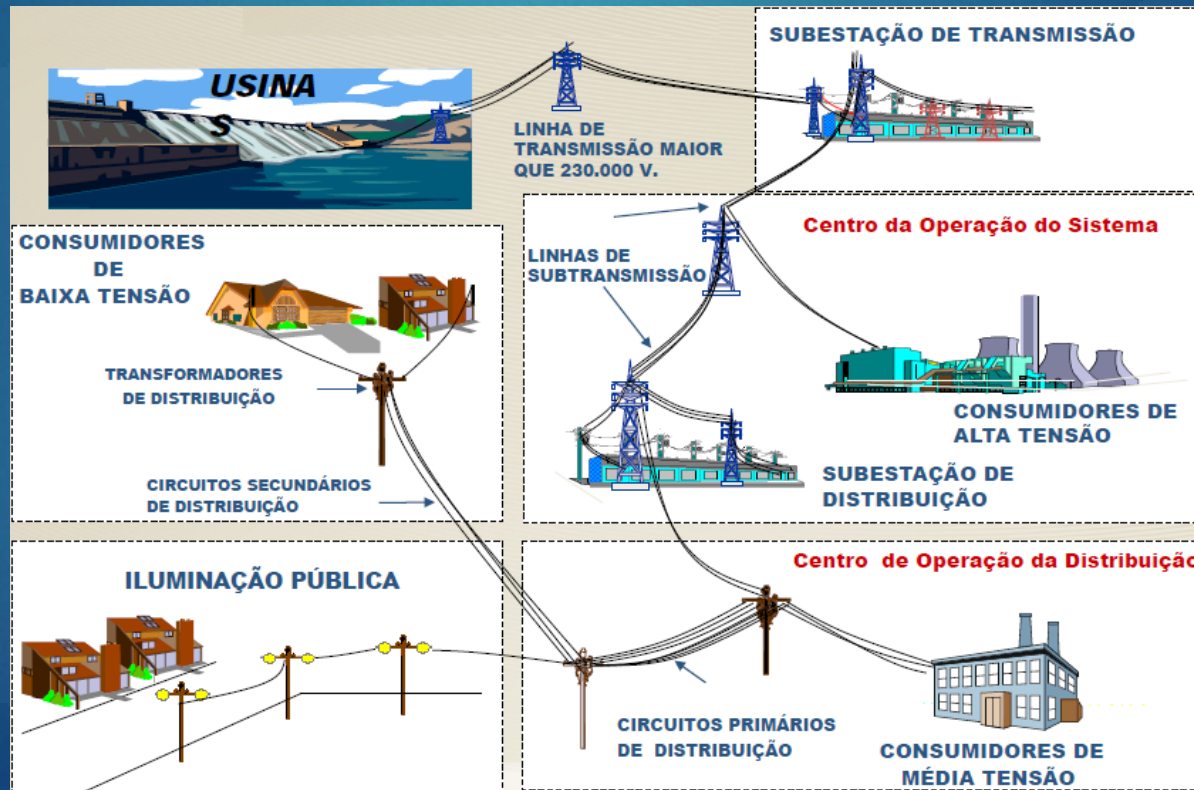 USINA
S
SUBESTAÇÃO DE TRANSMISSÃO
LINHA DE
TRANSMISSÃO MAIOR
QUE 230.000 V.
Centro da Operação do Sistema
LINHAS DE
SUBTRANSMISSÃO
CONSUMIDORES DE
ALTA TENSÃO
SUBESTAÇÃO DE
DISTRIBUIÇÃO
CONSUMIDORES
DE
BAIXA TENSÃO
TRANSFORMADORES
DE DISTRIBUIÇÃO
CIRCUITOS SECUNDÁRIOS
DE DISTRIBUIÇÃO
ILUMINAÇÃO PÚBLICA
Centro de Operação da Distribuição
CIRCUITOS PRIMÁRIOS
DE DISTRIBUIÇÃO
CONSUMIDORES DE
MÉDIA TENSÃO